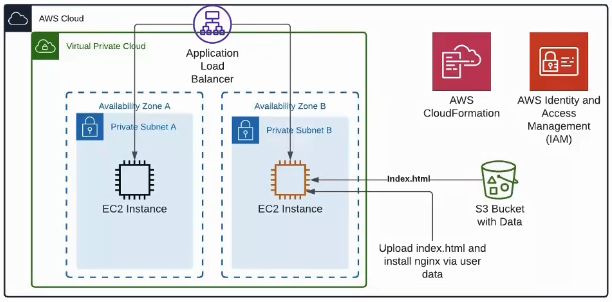 AWS Cloud
Virtual Private Cloud
Application
Load
Balancer
Availability Zone A
Private Subnet A
EC2 Instance
Availability Zone B
Private Subnet B
EC2 Instance
AWS
CloudFormation
AWS Identity and
Access
Management
(IAM)
Index.html
S3 Bucket
with Data
Upload index.html and
install nginx via user
data